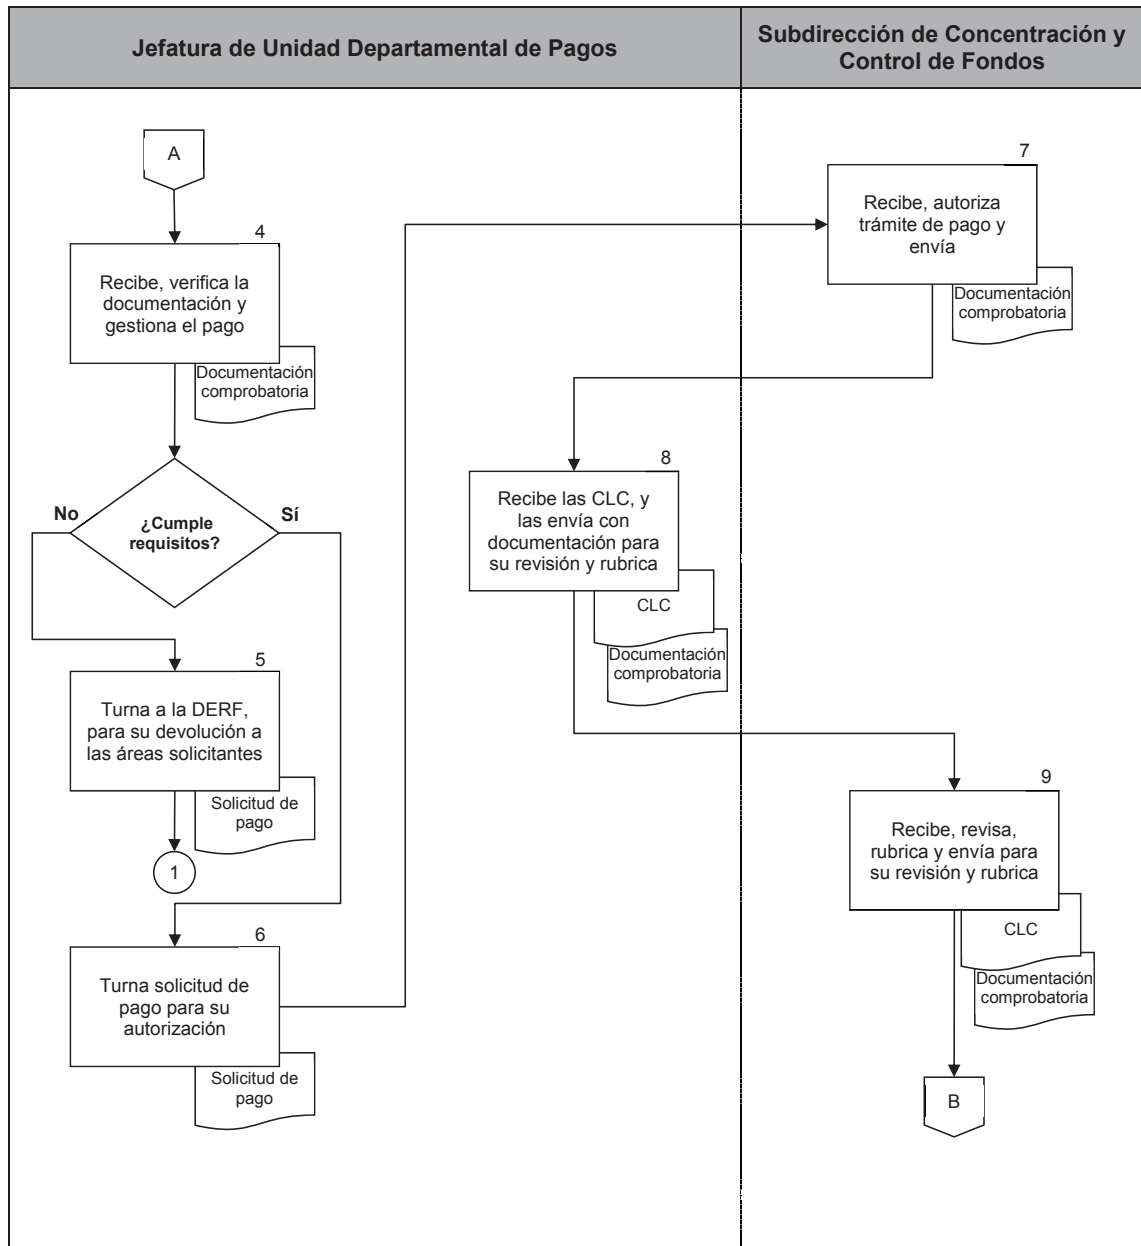 Jefatura de Unidad Departamental de Pagos
Subdirección de Concentración y
Control de Fondos
A
4
Recibe, verifica la
documentación y
gestiona el pago
Documentación
comprobatoria
No
¿Cumple
requisitos?
Sí
5
Turna a la DERF,
para su devolución a
las áreas solicitantes
Solicitud de
pago
1
6
Turna solicitud de
pago para su
autorización
Solicitud de
pago
7
Recibe, autoriza
trámite de pago y
envía
Documentación
comprobatoria
8
Recibe las CLC, y
las envía con
documentación para
su revisión y rubrica
CLC
Documentación
comprobatoria
9
Recibe, revisa,
rubrica y envía para
su revisión y rubrica
CLC
Documentación
comprobatoria
B